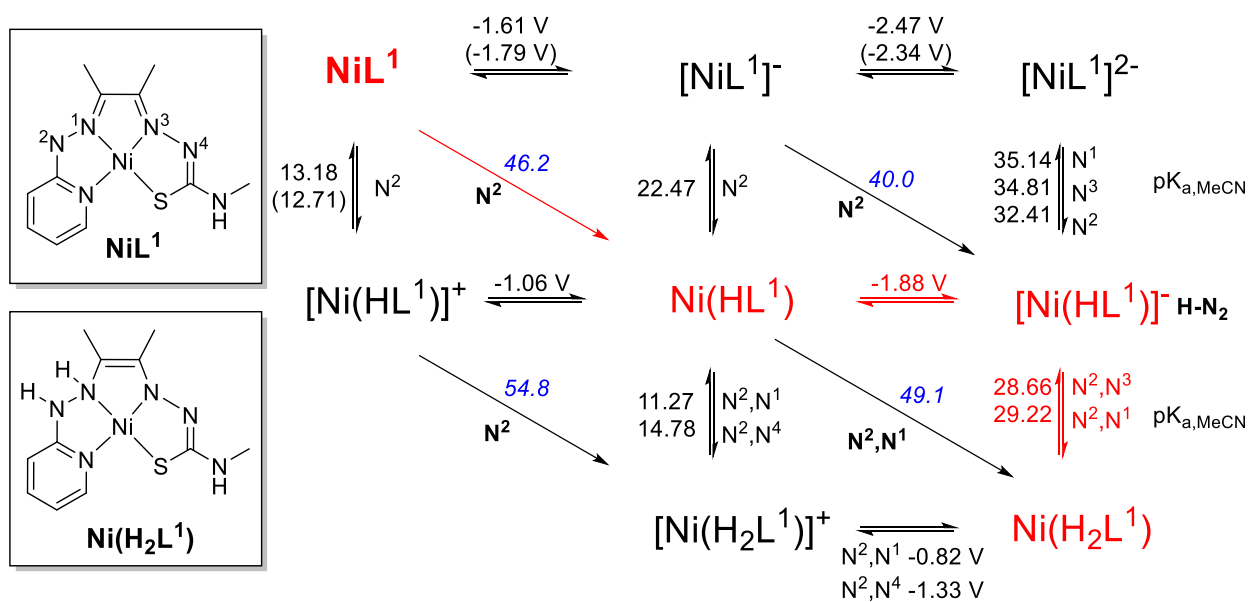 -1.61 V
(-1.79 V)
-2.47 V
(-2.34 V)
NiL¹
[NiL¹]⁻
[NiL¹]²⁻
2
N
1
N
N
3
N
4
Ni
N
S
N
H
NiL¹
13.18
(12.71)
N²
46.2
N²
22.47
N²
40.0
N²
35.14 N¹
34.81 N³
32.41 N²
pKa,MeCN
[Ni(HL¹)]⁺
-1.06 V
Ni(HL¹)
-1.88 V
[Ni(HL¹)]⁻ H-N₂
H
H
N
N
N
N
Ni
N
S
N
H
Ni(H₂L¹)
54.8
N²
11.27 N²,N¹
14.78 N²,N⁴
49.1
N²,N¹
28.66 N²,N³
29.22 N²,N¹
pKa,MeCN
[Ni(H₂L¹)]⁺
Ni(H₂L¹)
N²,N¹ -0.82 V
N²,N⁴ -1.33 V